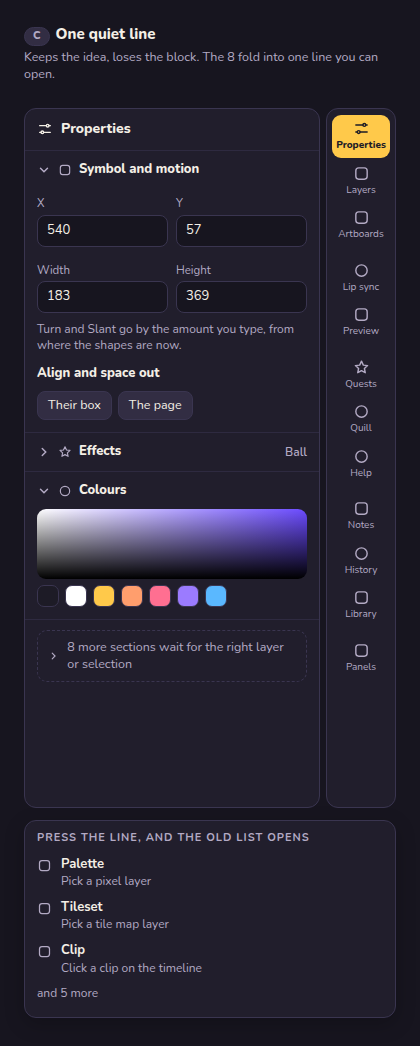 C One quiet line
Keeps the idea, loses the block. The 8 fold into one line you can
open.
Properties
Symbol and motion
X Y
540 57
Width Height
183 369
Turn and Slant go by the amount you type, from
where the shapes are now.
Align and space out
Their box The page
Effects Ball
Colours
8 more sections wait for the right layer
or selection
Properties
Layers
Artboards
Lip sync
Preview
Quests
Quill
Help
Notes
History
Library
Panels
PRESS THE LINE, AND THE OLD LIST OPENS
Palette
Pick a pixel layer
Tileset
Pick a tile map layer
Clip
Click a clip on the timeline
and 5 more